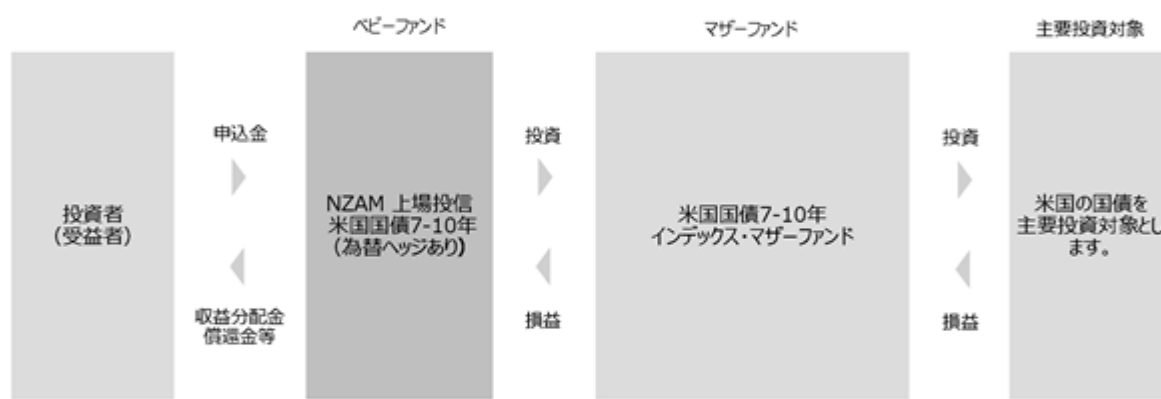 ベビーファンド
マザーファンド
主要投資対象
投資者
(受益者)
申込金
収益分配金
償還金等
NZAM 上場投信
米国国債7-10年
(為替ヘッジあり)
投資
損益
米国国債7-10年
インデックス・マザーファンド
投資
損益
米国の国債を
主要投資対象とし
ます。